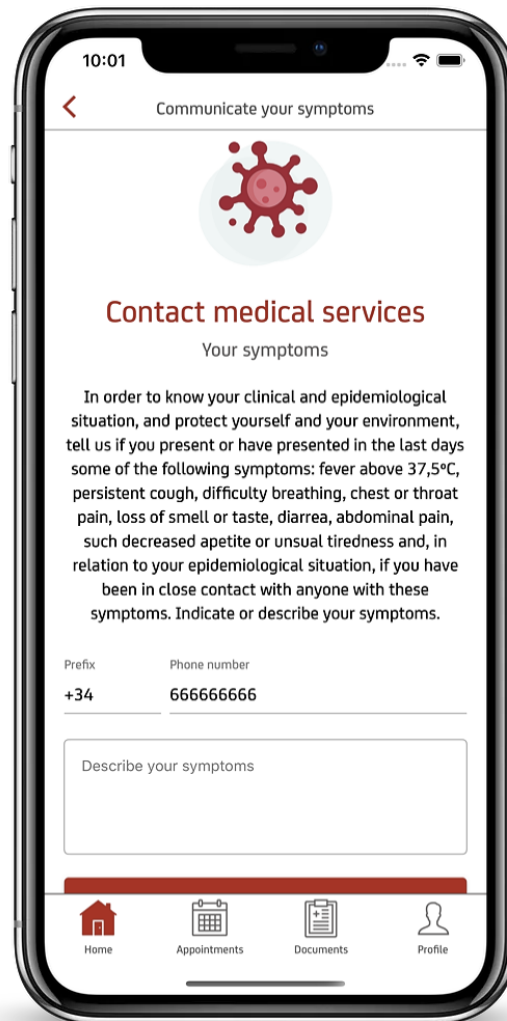 10:01
Communicate your symptoms
Contact medical services
Your symptoms
In order to know your clinical and epidemiological
situation, and protect yourself and your environment,
tell us if you present or have presented in the last days
some of the following symptoms: fever above 37,5ºC,
persistent cough, difficulty breathing, chest or throat
pain, loss of smell or taste, diarrea, abdominal pain,
such decreased apetite or unsual tiredness and, in
relation to your epidemiological situation, if you have
been in close contact with anyone with these
symptoms. Indicate or describe your symptoms.
Prefix Phone number
+34 666666666
Describe your symptoms
Home Appointments Documents Profile